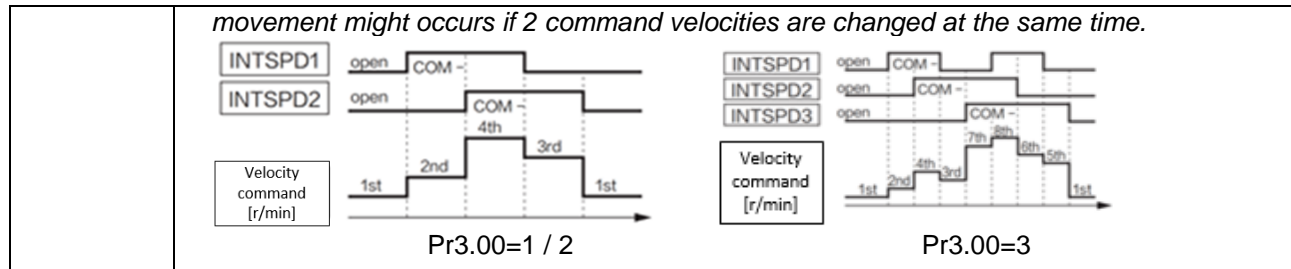 movement might occurs if 2 command velocities are changed at the same time.
INTSPD1 open COM -
INTSPD2 open COM -
4th
3rd
2nd
1st 1st
Velocity
command
[r/min]
Pr3.00=1 / 2
INTSPD1 open COM -
INTSPD2 open COM -
INTSPD3 open COM -
8th
7th 6th
5th
4th
3rd
2nd
1st 1st
Velocity
command
[r/min]
Pr3.00=3